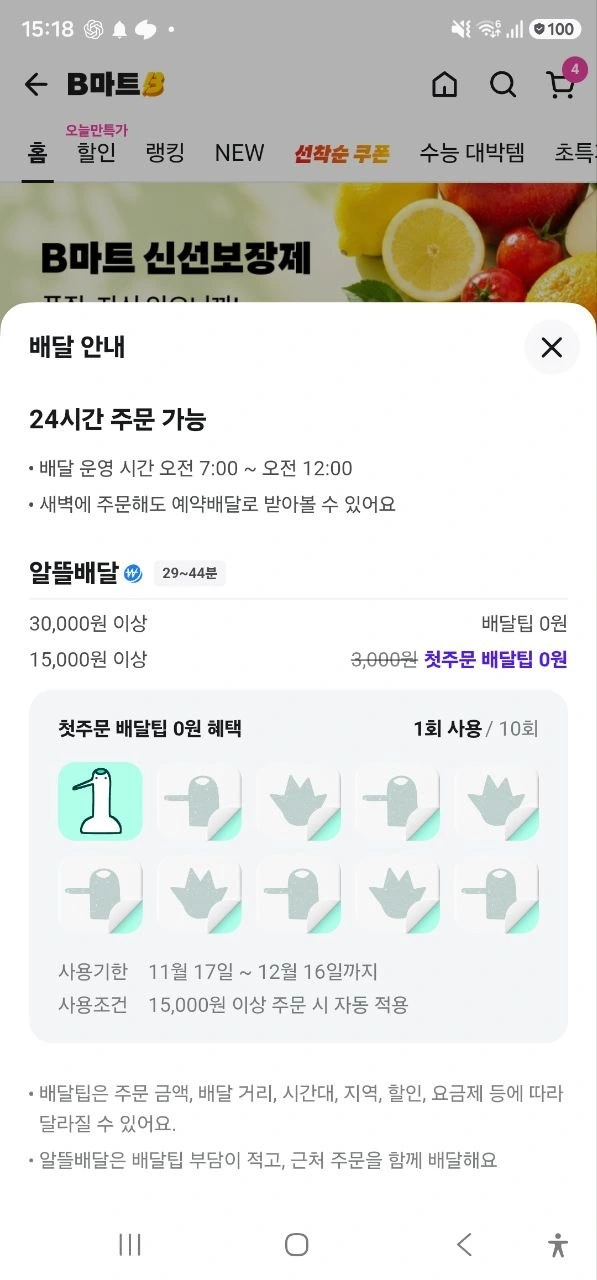 15:18
6
100
B마트
4
오늘만특가
홈 할인 랭킹 NEW 선착순 쿠폰 수능 대박템 초특
B마트 신선보장제
배달 안내
24시간 주문 가능
• 배달 운영 시간 오전 7:00 ~ 오전 12:00
• 새벽에 주문해도 예약배달로 받아볼 수 있어요
알뜰배달 29~44분
30,000원 이상 배달팁 0원
15,000원 이상 3,000원 첫주문 배달팁 0원
첫주문 배달팁 0원 혜택 1회 사용 / 10회
사용기한 11월 17일 ~ 12월 16일까지
사용조건 15,000원 이상 주문 시 자동 적용
• 배달팁은 주문 금액, 배달 거리, 시간대, 지역, 할인, 요금제 등에 따라
달라질 수 있어요.
• 알뜰배달은 배달팁 부담이 적고, 근처 주문을 함께 배달해요